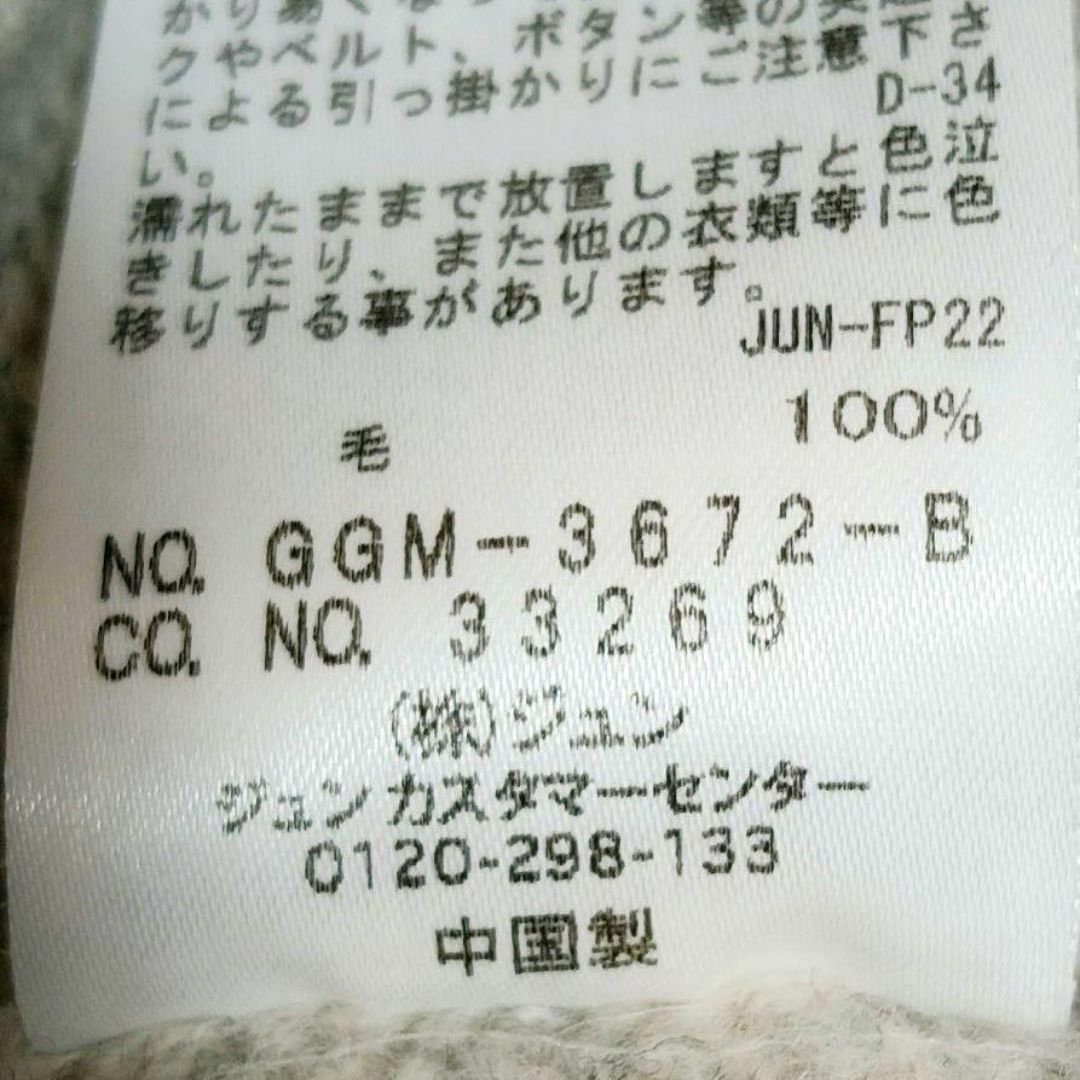 クやベルト、ボタン等の突起
による引っ掛かりにご注意下さ
い。
D-34
濡れたままで放置しますと色泣
きしたり、また他の衣類等に色
移りする事があります。
JUN-FP22
毛 100%
NO. GGM-3672-B
CO. NO. 33269
(株)ジュン
ジュンカスタマーセンター
0120-298-133
中国製